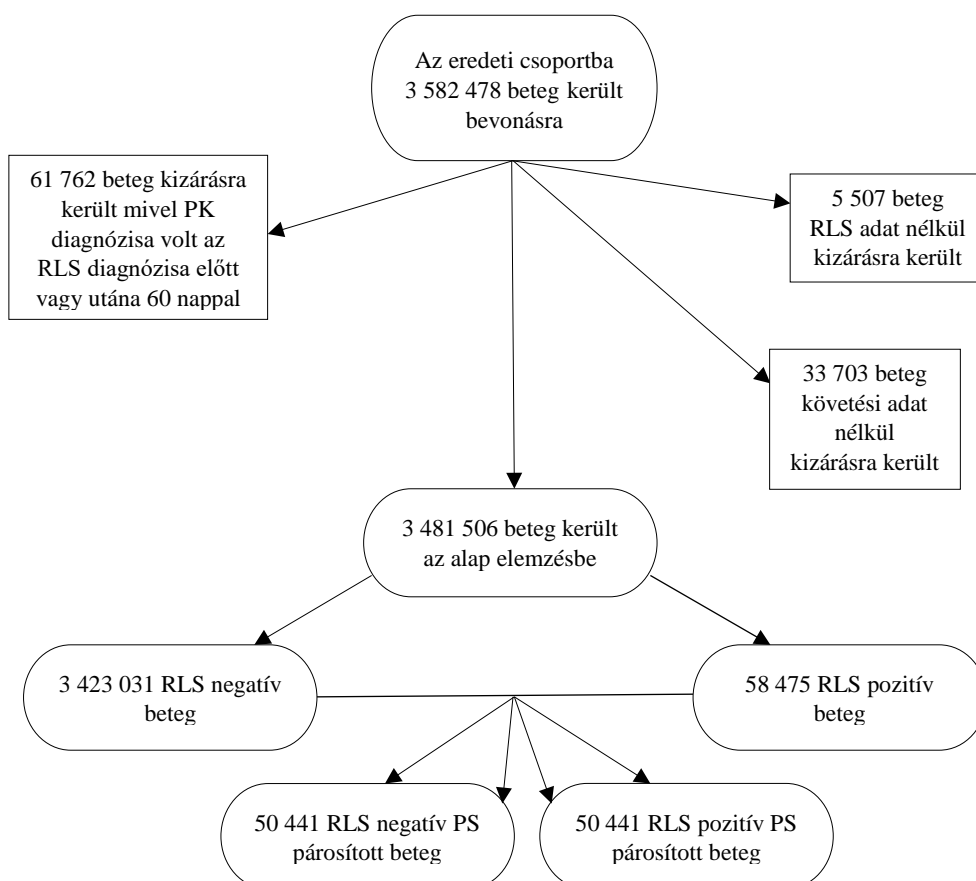 Az eredeti csoportba
3 582 478 beteg került
bevonásra
61 762 beteg kizárásra
került mivel PK
diagnózisa volt az
RLS diagnózisa előtt
vagy utána 60 nappal
5 507 beteg
RLS adat nélkül
kizárásra került
33 703 beteg
követési adat
nélkül
kizárásra került
3 481 506 beteg került
az alap elemzésbe
3 423 031 RLS negatív
beteg
58 475 RLS pozitív
beteg
50 441 RLS negatív PS
párosított beteg
50 441 RLS pozitív PS
párosított beteg